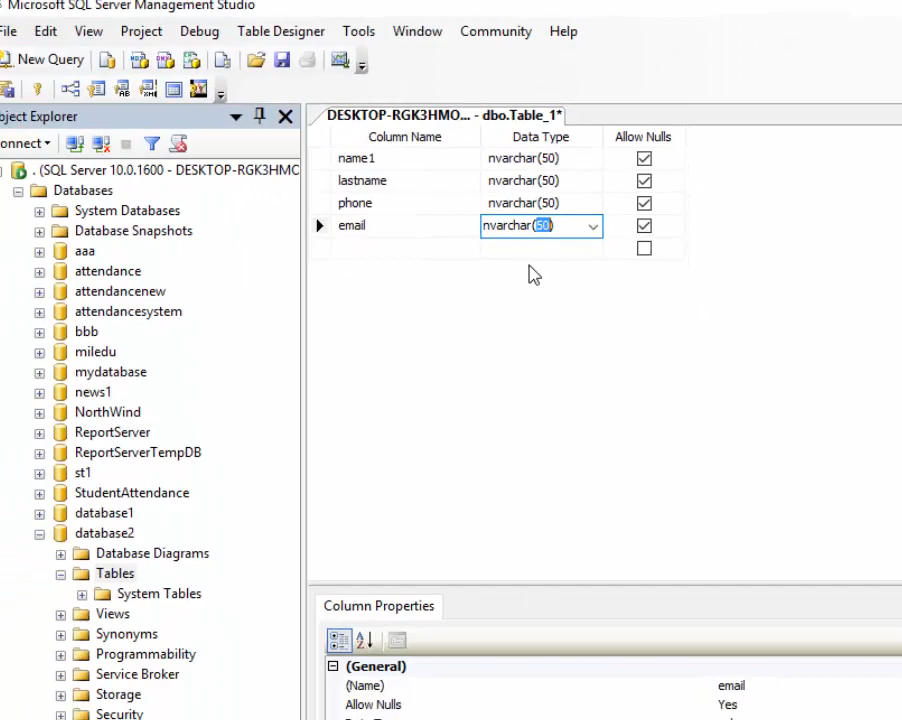 Microsoft SQL Server Management Studio
File Edit View Project Debug Table Designer Tools Window Community Help
New Query
bject Explorer
onnect
. (SQL Server 10.0.1600 - DESKTOP-RGK3HMO
Databases
System Databases
Database Snapshots
aaa
attendance
attendancenew
attendancesystem
bbb
miledu
mydatabase
news1
NorthWind
ReportServer
ReportServerTempDB
st1
StudentAttendance
database1
database2
Database Diagrams
Tables
System Tables
Views
Synonyms
Programmability
Service Broker
Storage
Security
DESKTOP-RGK3HMO... - dbo.Table_1*
Column Name Data Type Allow Nulls
name1 nvarchar(50)
lastname nvarchar(50)
phone nvarchar(50)
email nvarchar(50)
Column Properties
(General)
(Name) email
Allow Nulls Yes